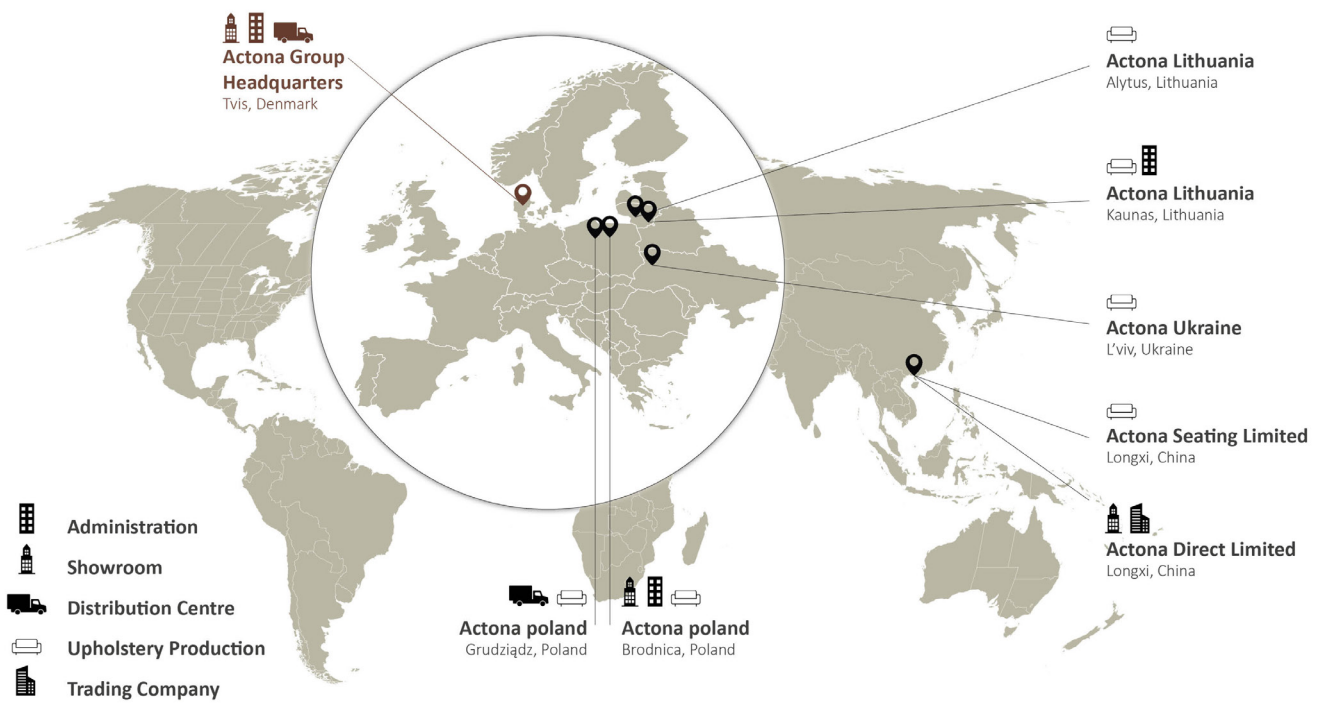 Actona Group
Headquarters
Tvis, Denmark
Actona Lithuania
Alytus, Lithuania
Actona Lithuania
Kaunas, Lithuania
Actona Ukraine
L'viv, Ukraine
Actona Seating Limited
Longxi, China
Actona Direct Limited
Longxi, China
Actona poland
Grudziądz, Poland
Actona poland
Brodnica, Poland
Administration
Showroom
Distribution Centre
Upholstery Production
Trading Company